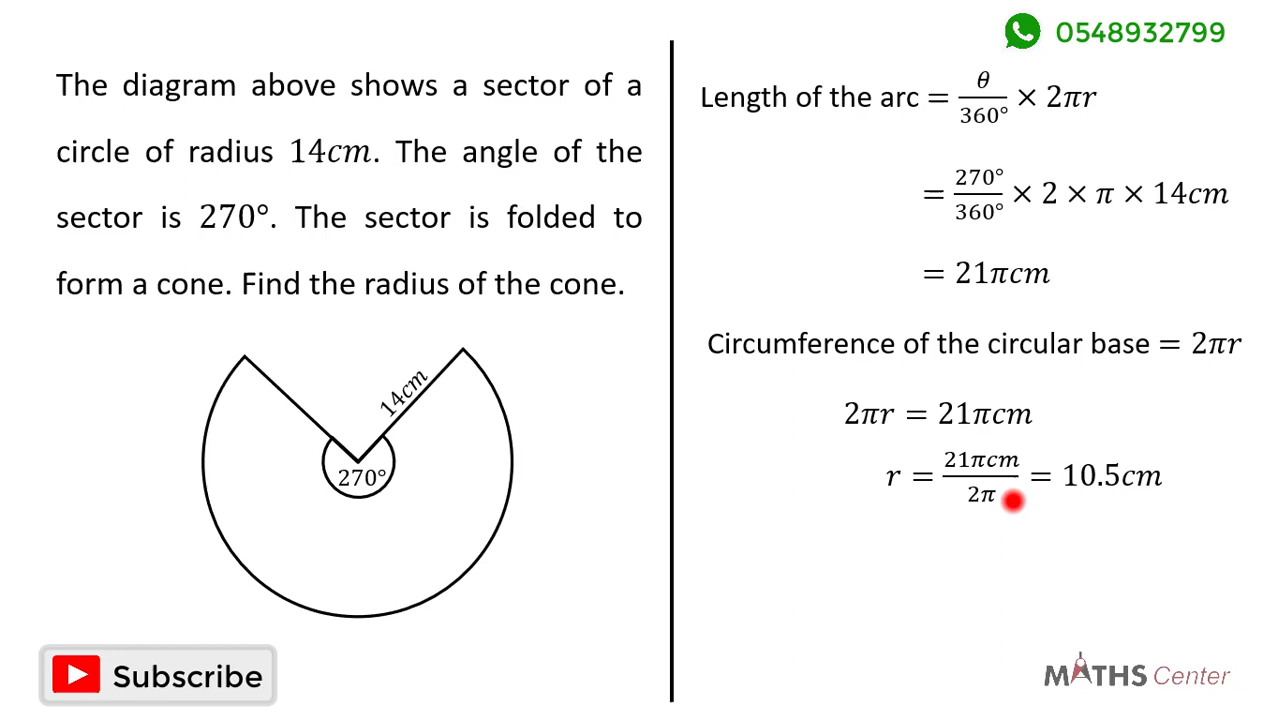 0548932799
The diagram above shows a sector of a
circle of radius 14cm. The angle of the
sector is 270°. The sector is folded to
form a cone. Find the radius of the cone.
14cm
270°
Subscribe
Length of the arc = θ/360° × 2πr
= 270°/360° × 2 × π × 14cm
= 21πcm
Circumference of the circular base = 2πr
2πr = 21πcm
r = 21πcm/2π = 10.5cm
MATHS Center